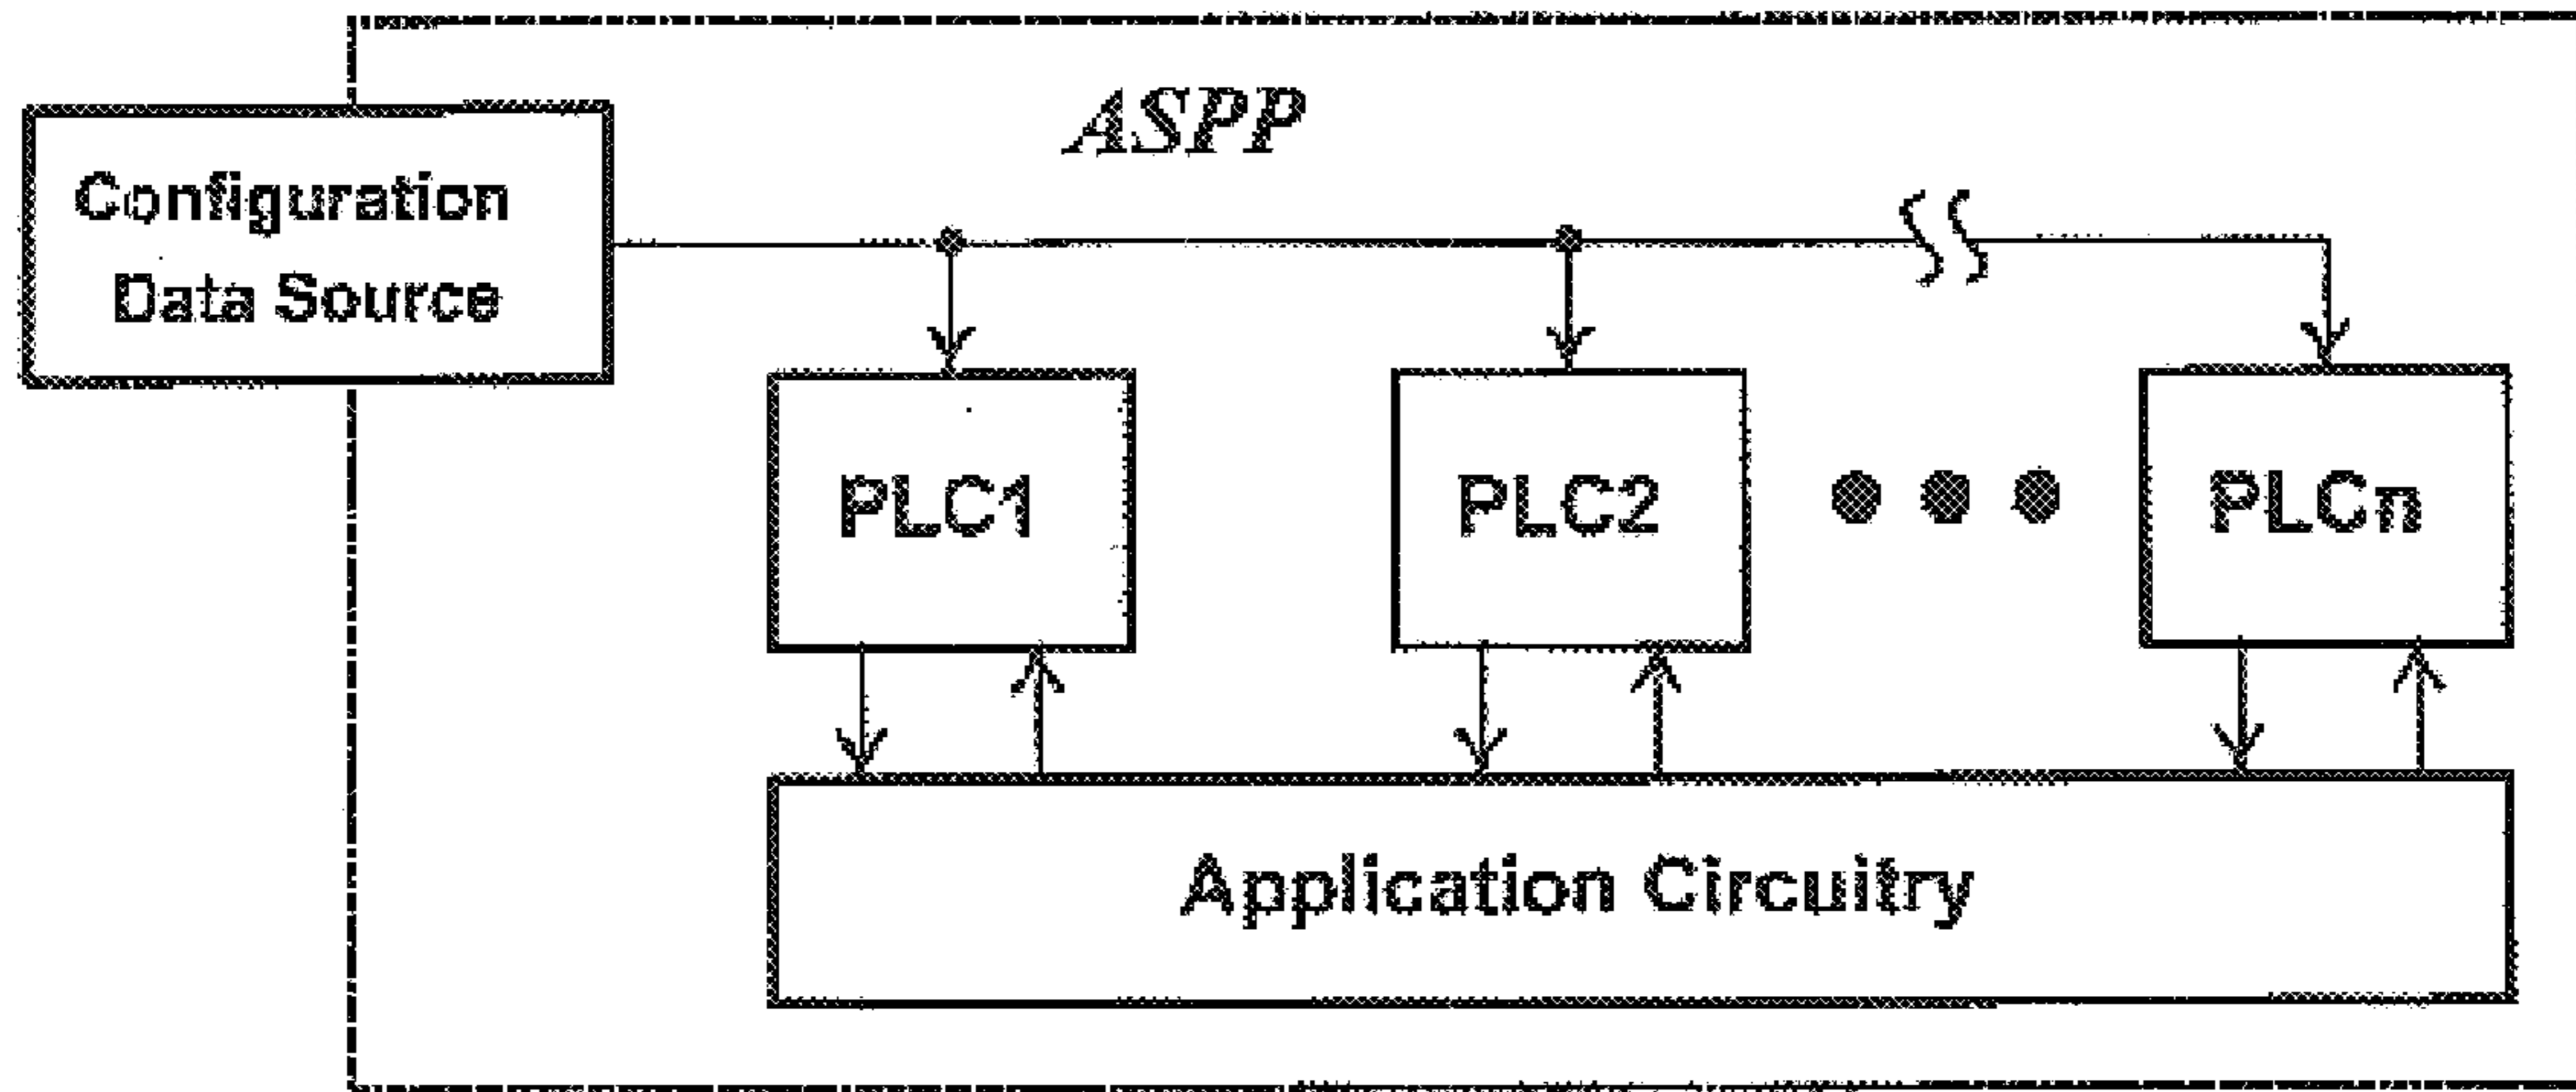 ASPP
Configuration
Data Source
PLC1
PLC2
PLCn
Application Circuitry